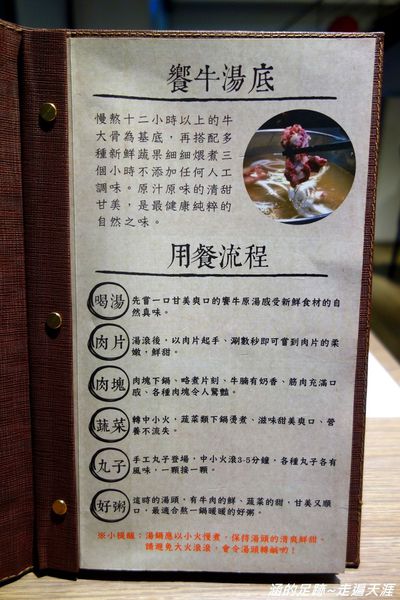 饗牛湯底
慢熬十二小時以上的牛
大骨為基底，再搭配多
種新鮮蔬果細細煨煮三
個小時不添加任何人工
調味。原汁原味的清甜
甘美，是最健康純粹的
自然之味。
用餐流程
喝湯 先嘗一口甘美爽口的饗牛原湯感受新鮮食材的自
然真味。
肉片 湯滾後，以肉片起手、涮數秒即可嘗到肉片的柔
嫩，鮮甜。
肉塊 肉塊下鍋、略煮片刻、牛腩有奶香、筋肉充滿口
感、各種肉塊令人驚豔。
蔬菜 轉中小火，蔬菜類下鍋燙煮、滋味甜美爽口、營
養不流失。
丸子 手工丸子登場，中小火滾3-5分鐘，各種丸子各有
風味，一顆接一顆。
好粥 這時的湯頭，有牛肉的鮮、蔬菜的甜，甘美又順
口，最適合熬一鍋暖暖的好粥。
※小提醒：湯鍋應以小火慢煮，保持湯頭的清爽鮮甜。
請避免大火滾滾，會令湯頭轉鹹喲！
涵的足跡~走遍天涯